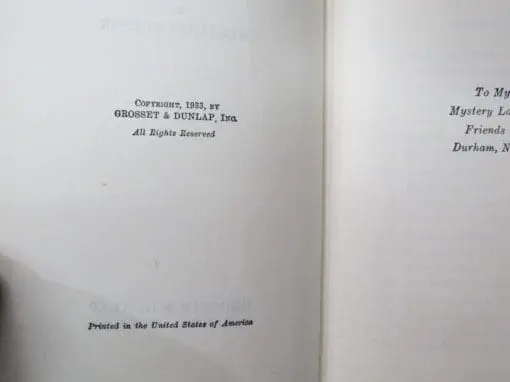 COPYRIGHT, 1933, BY
GROSSET & DUNLAP, INC.
All Rights Reserved
Printed in the United States of America
To My
Mystery Lo
Friends
Durham, N